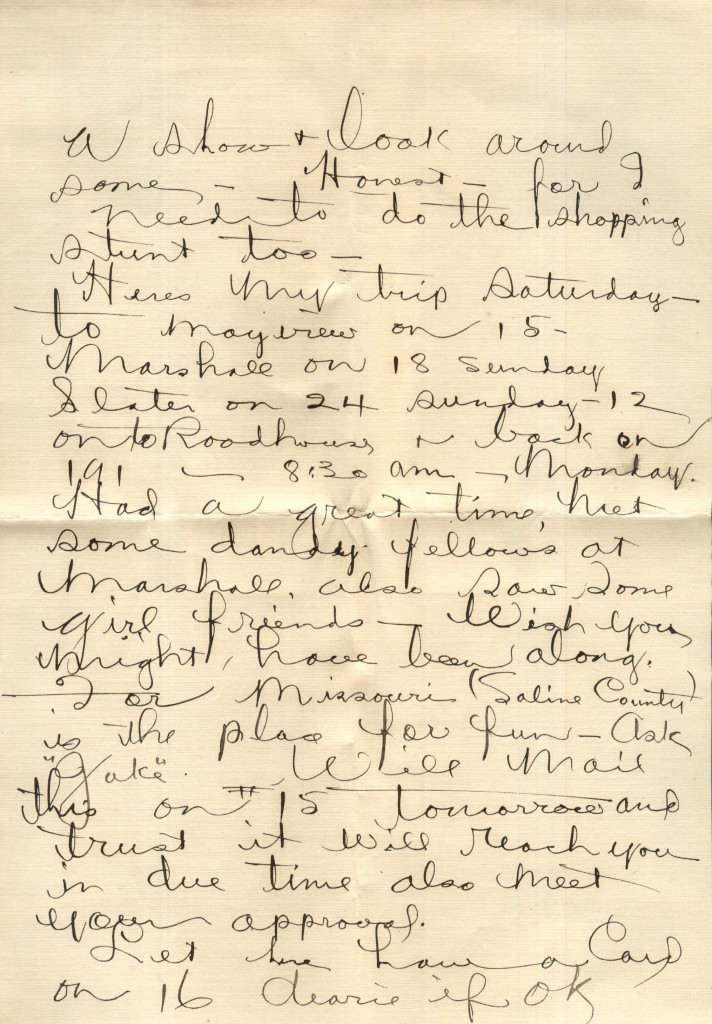 A show + look around
some, — Honest — for I
need to do the shopping
stunt too —
Heres my trip Saturday —
to Mayview on 15 -
Marshall on 18 Sunday
Slater on 24 Sunday - 12
on to Roodhouse, + back on
191 — 8:30 am —, Monday.
Had a great time, Met
some dandy fellow's at
Marshall, also saw some
girl friends — Wish you
might, have been along.
For Missouri (Saline County)
is the place for fun — Ask
"Jake". Will Mail
this on #15 tomorrow and
trust it will reach you
in due time also meet
your approval.
Let me have a Card
on 16 dearie if OK